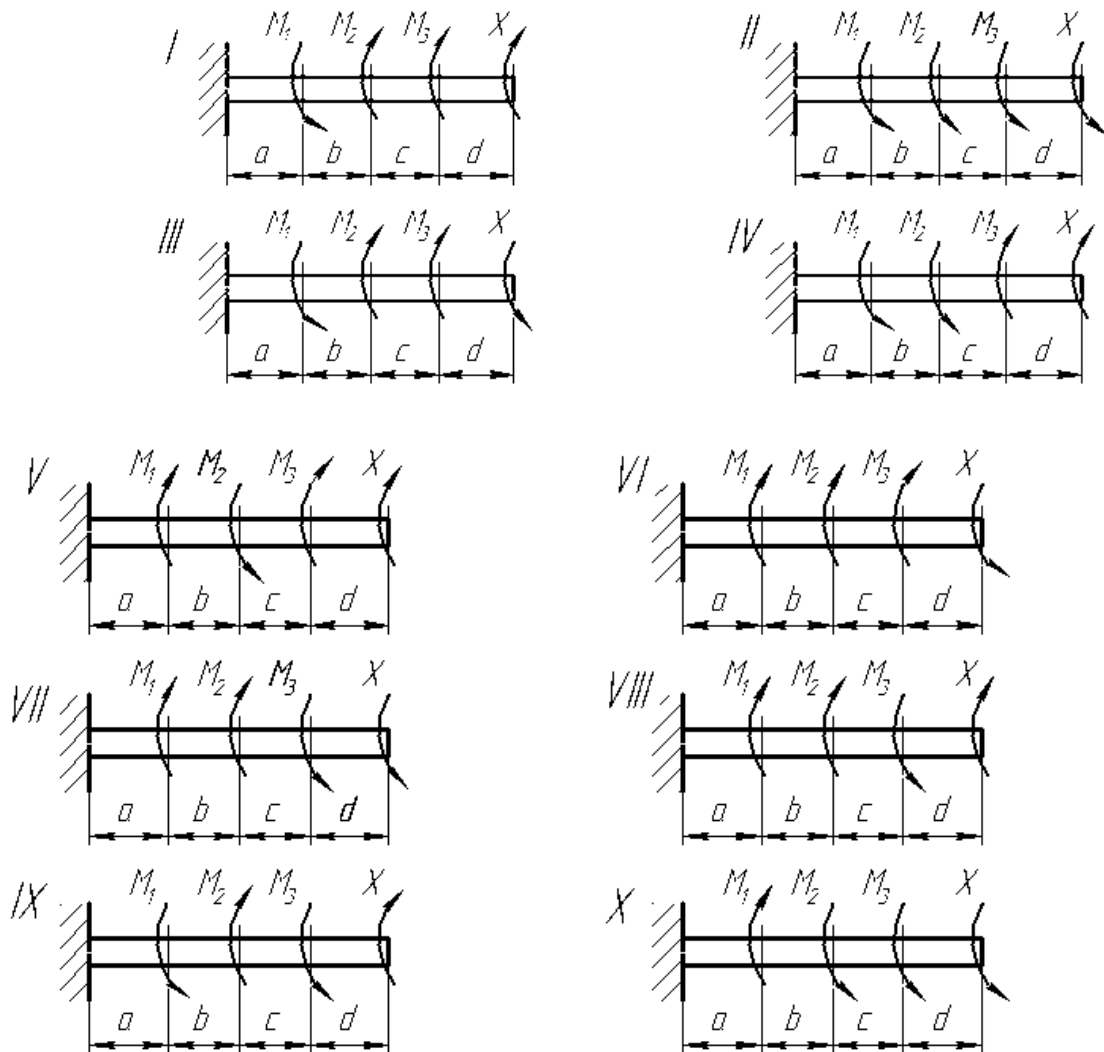 I M₁ M₂ M₃ X
a b c d
II M₁ M₂ M₃ X
a b c d
III M₁ M₂ M₃ X
a b c d
IV M₁ M₂ M₃ X
a b c d
V M₁ M₂ M₃ X
a b c d
VI M₁ M₂ M₃ X
a b c d
VII M₁ M₂ M₃ X
a b c d
VIII M₁ M₂ M₃ X
a b c d
IX M₁ M₂ M₃ X
a b c d
X M₁ M₂ M₃ X
a b c d